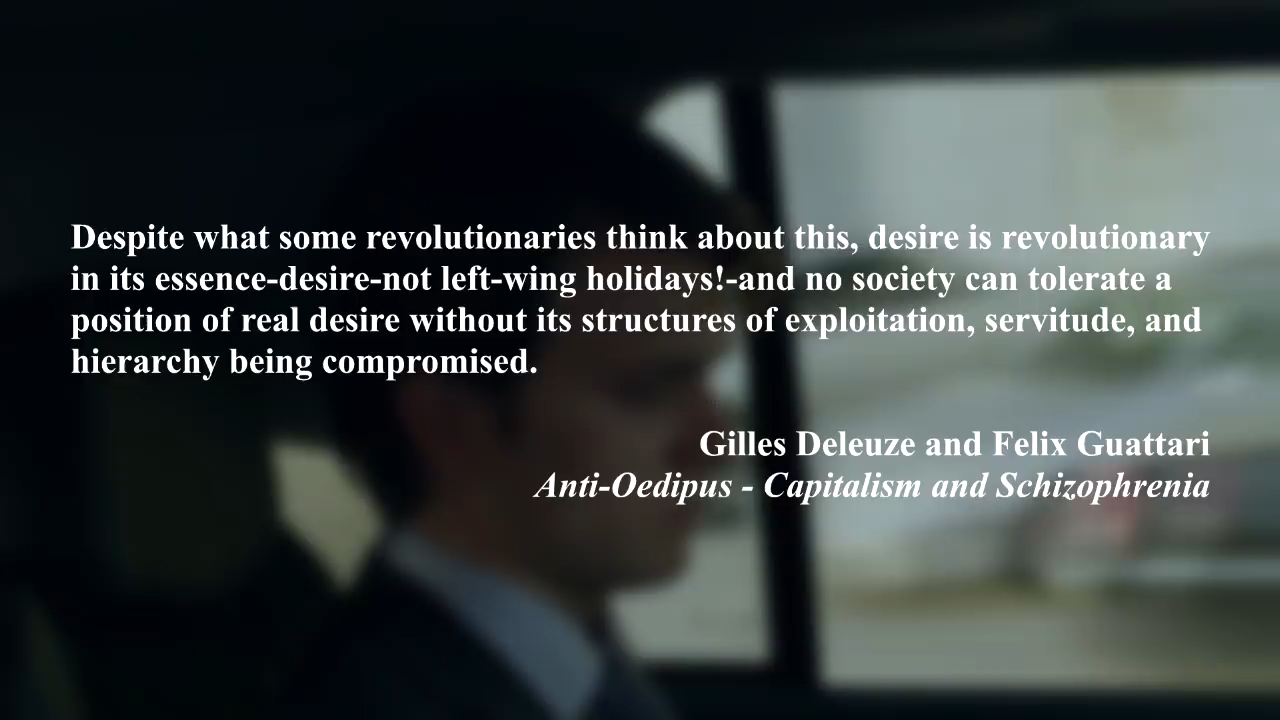 Despite what some revolutionaries think about this, desire is revolutionary
in its essence-desire-not left-wing holidays!-and no society can tolerate a
position of real desire without its structures of exploitation, servitude, and
hierarchy being compromised.
Gilles Deleuze and Felix Guattari
Anti-Oedipus - Capitalism and Schizophrenia